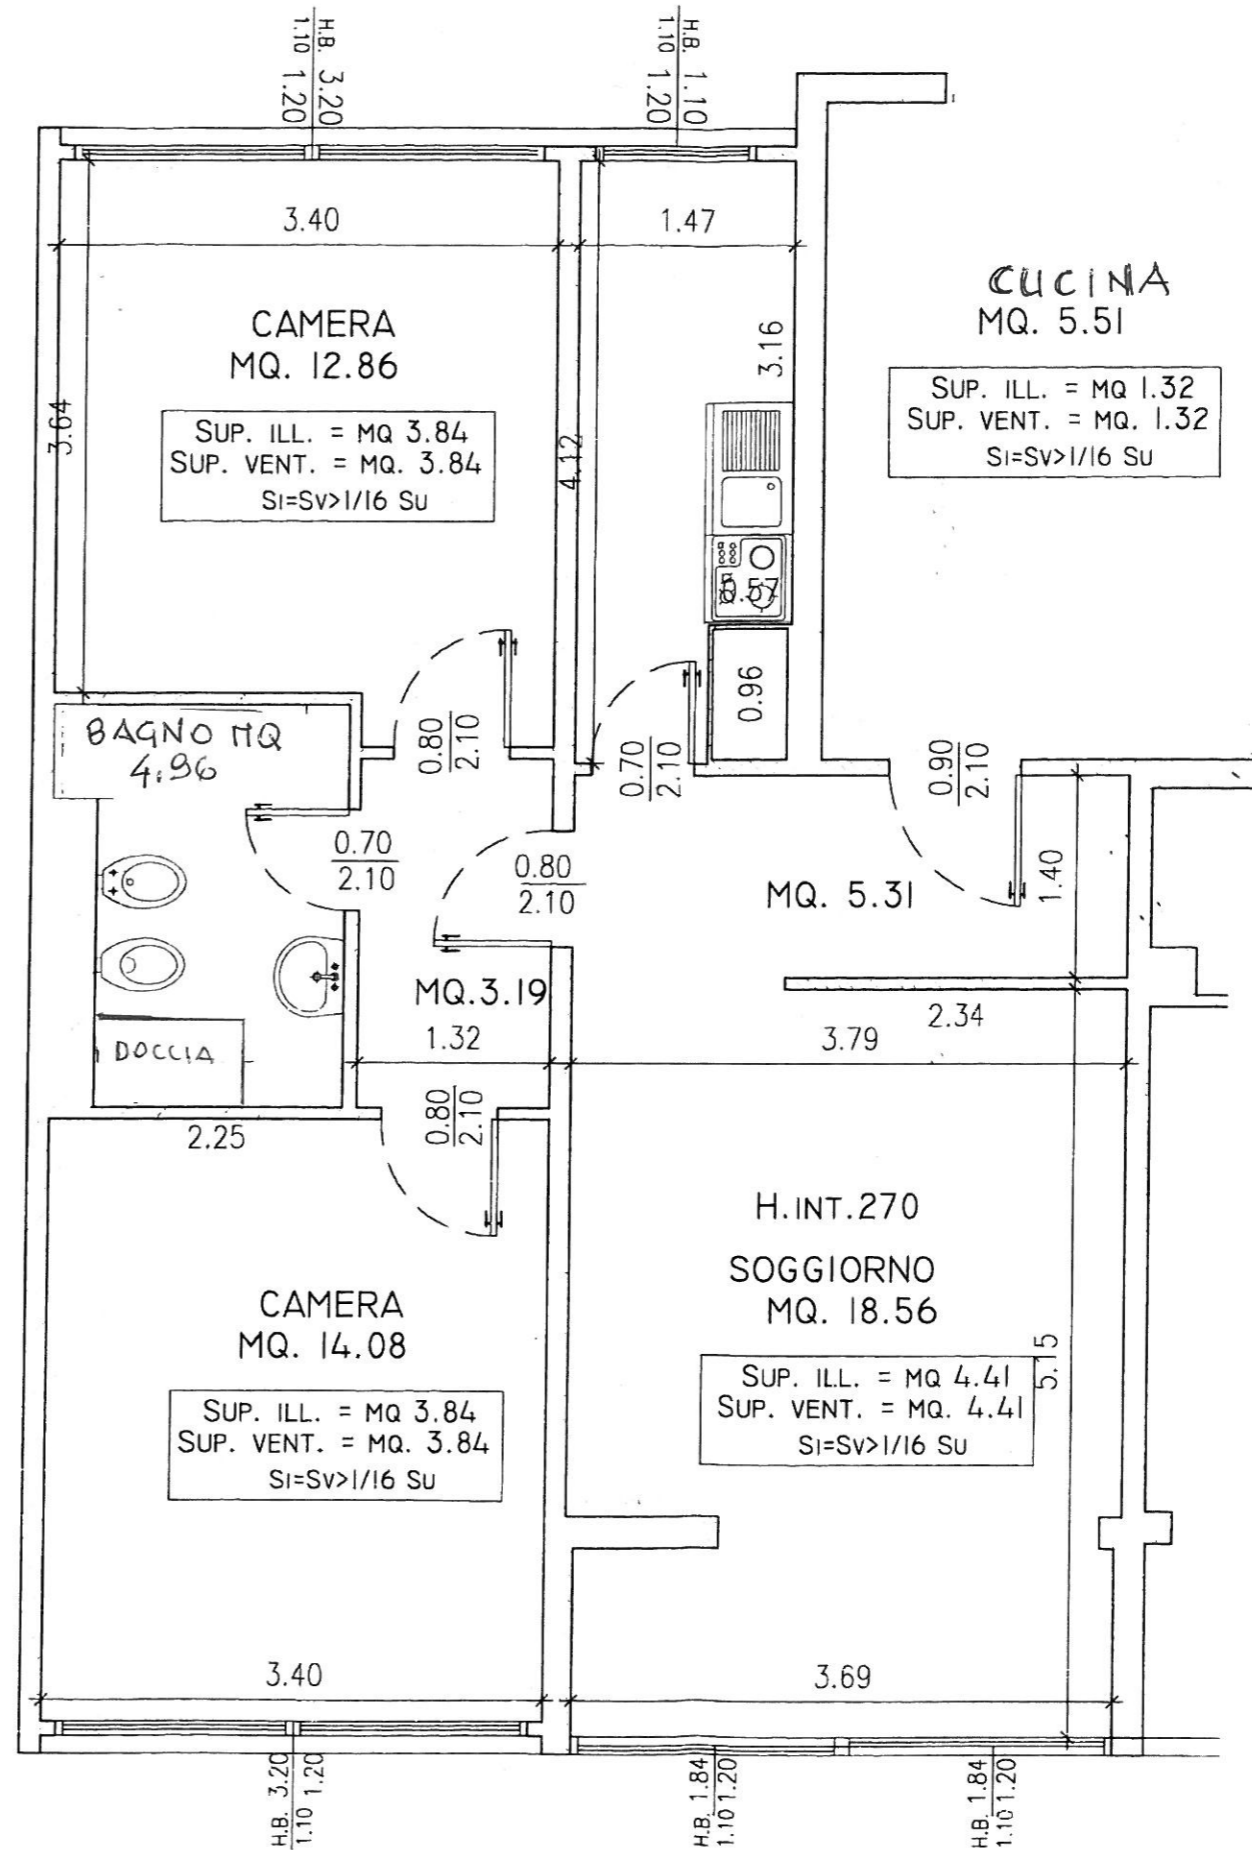 H.B. 3.20
1.10 1.20
H.B. 1.10
1.10 1.20
3.40
1.47
CUCINA
MQ. 5.51
SUP. ILL. = MQ 1.32
SUP. VENT. = MQ. 1.32
SI=SV>1/16 SU
CAMERA
MQ. 12.86
SUP. ILL. = MQ 3.84
SUP. VENT. = MQ. 3.84
SI=SV>1/16 SU
3.64
4.12
3.16
0.57
0.96
BAGNO MQ
4.96
0.80
2.10
0.70
2.10
0.90
2.10
0.70
2.10
0.80
2.10
MQ. 5.31
1.40
MQ.3.19
1.32
2.34
3.79
DOCCIA
0.80
2.10
2.25
H.INT.270
SOGGIORNO
MQ. 18.56
SUP. ILL. = MQ 4.41
SUP. VENT. = MQ. 4.41
SI=SV>1/16 SU
5.15
CAMERA
MQ. 14.08
SUP. ILL. = MQ 3.84
SUP. VENT. = MQ. 3.84
SI=SV>1/16 SU
3.40
3.69
H.B. 3.20
1.10 1.20
H.B. 1.84
1.10 1.20
H.B. 1.84
1.10 1.20